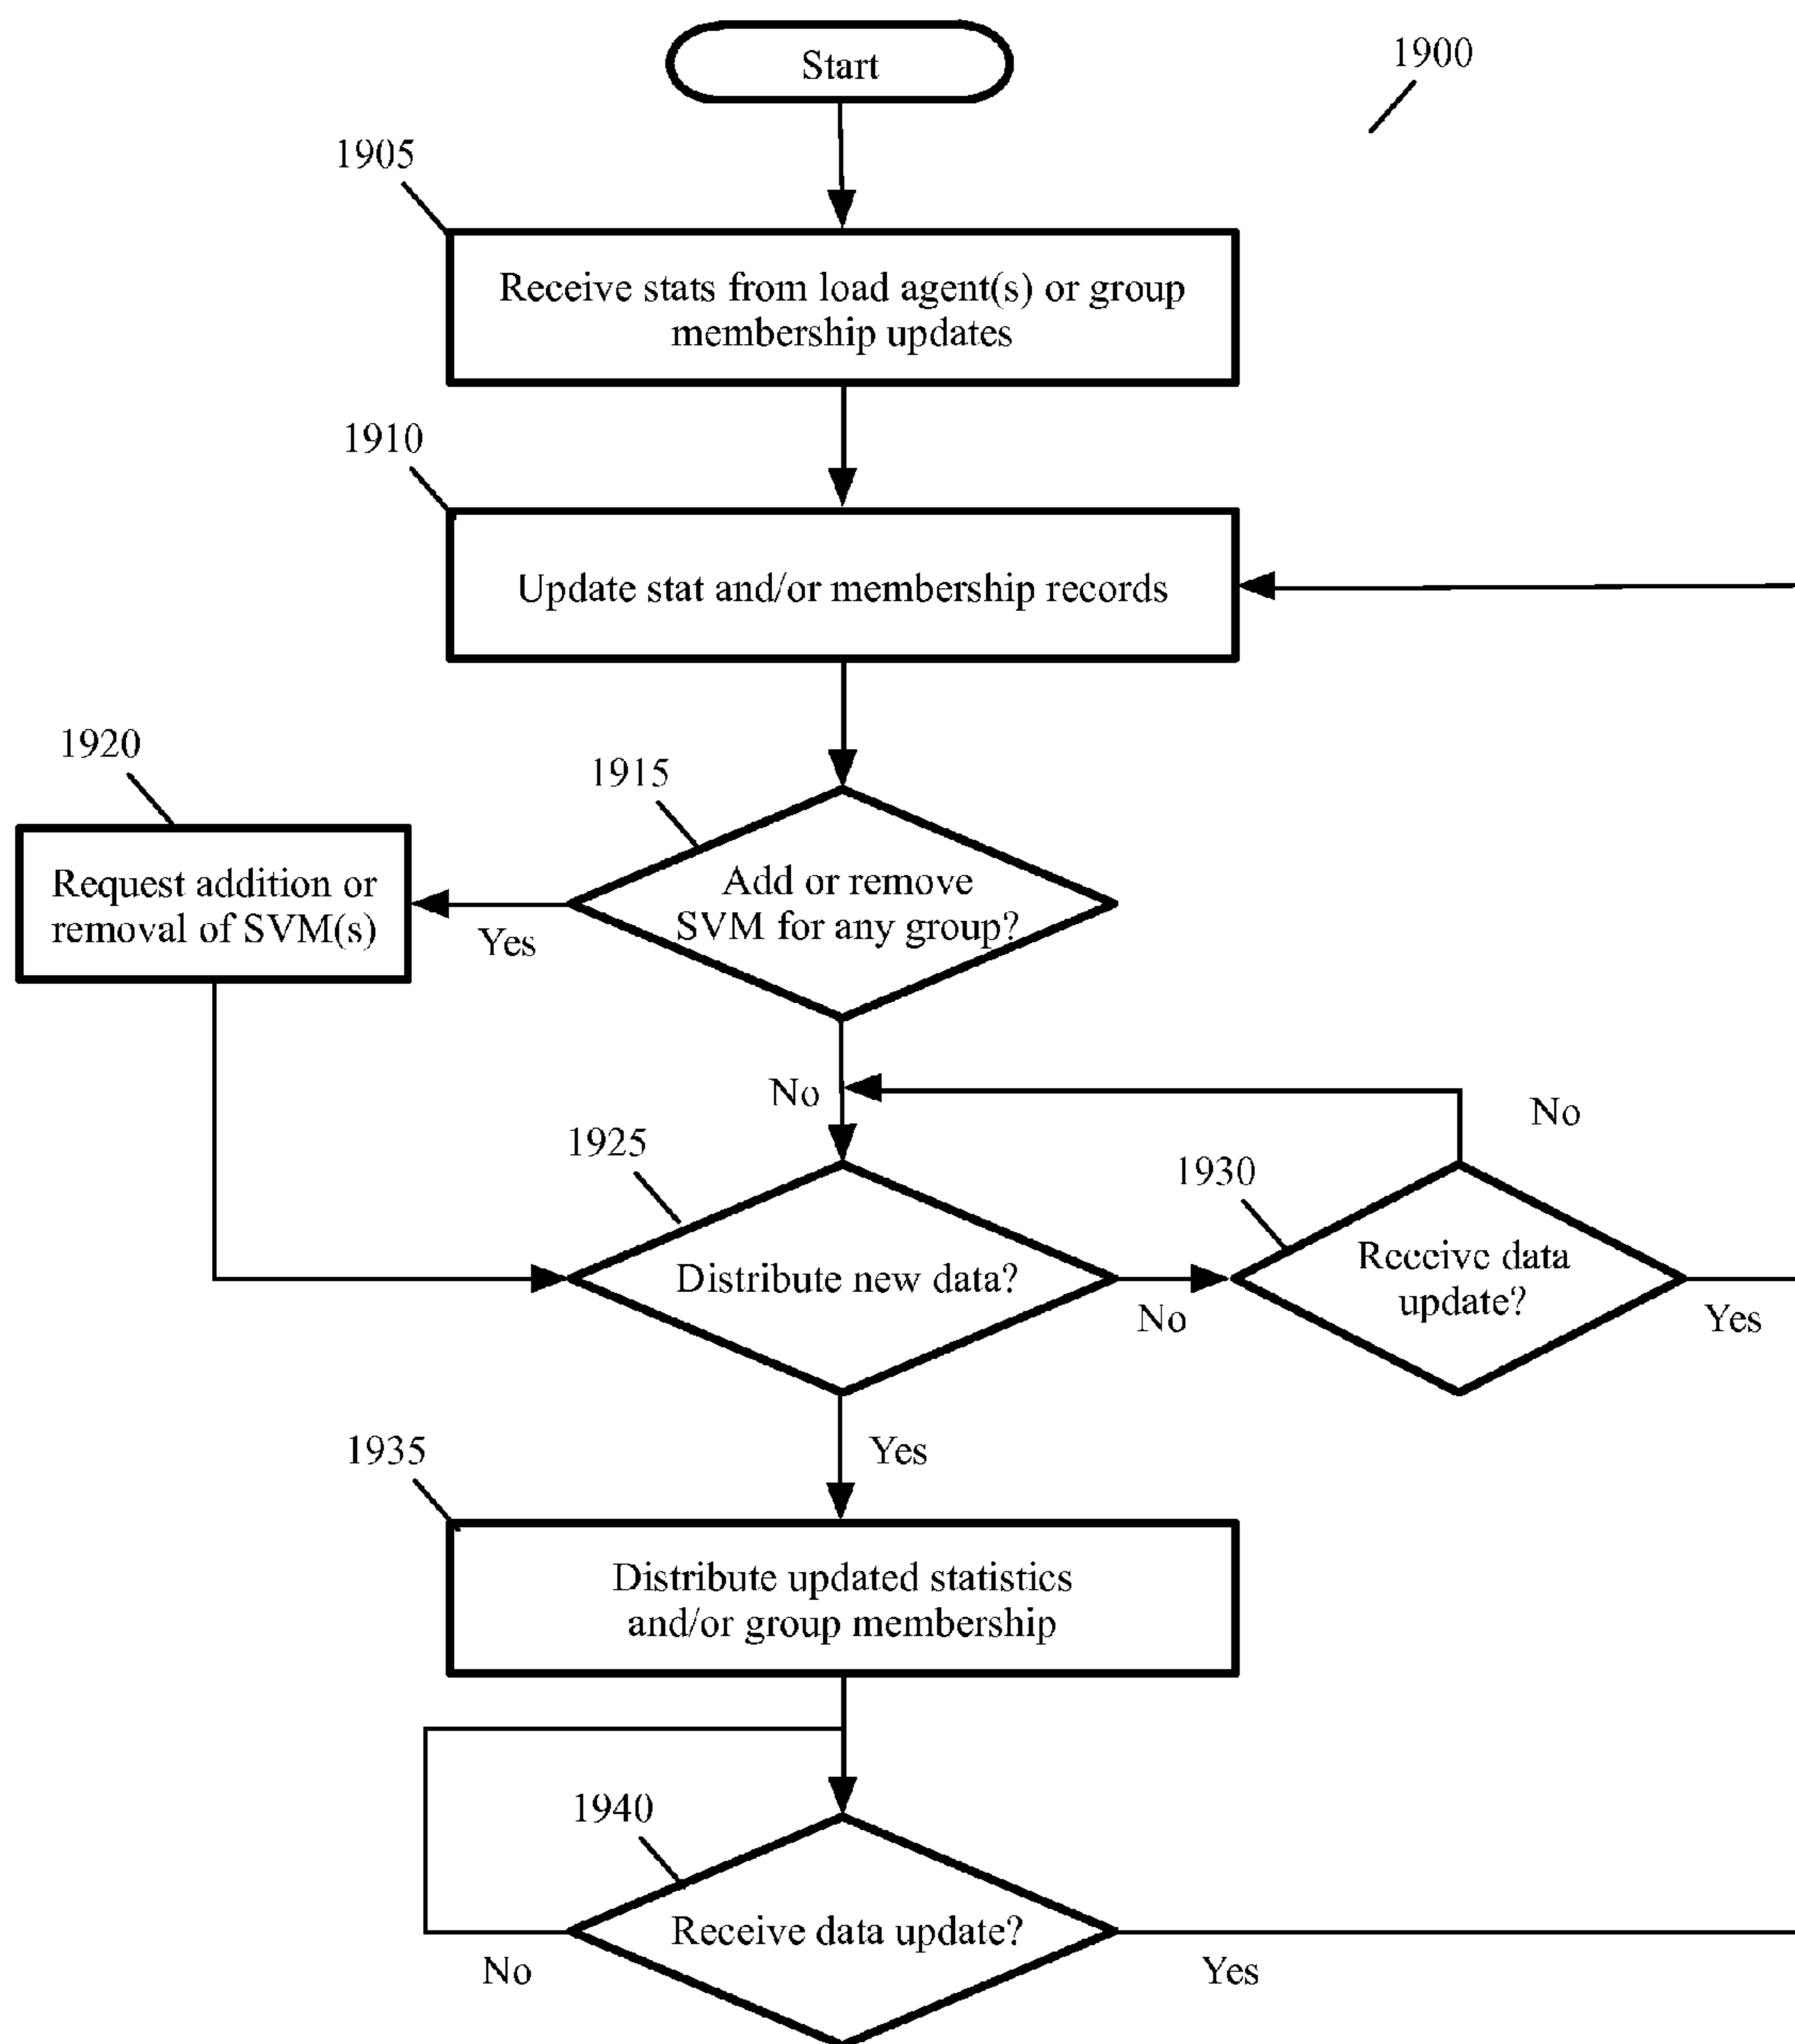 Start
1900
1905
Receive stats from load agent(s) or group
membership updates
1910
Update stat and/or membership records
1920
1915
Request addition or
removal of SVM(s)
Yes
Add or remove
SVM for any group?
No
No
1925
1930
Distribute new data?
No
Receive data
update?
Yes
Yes
1935
Distribute updated statistics
and/or group membership
1940
Receive data update?
No
Yes